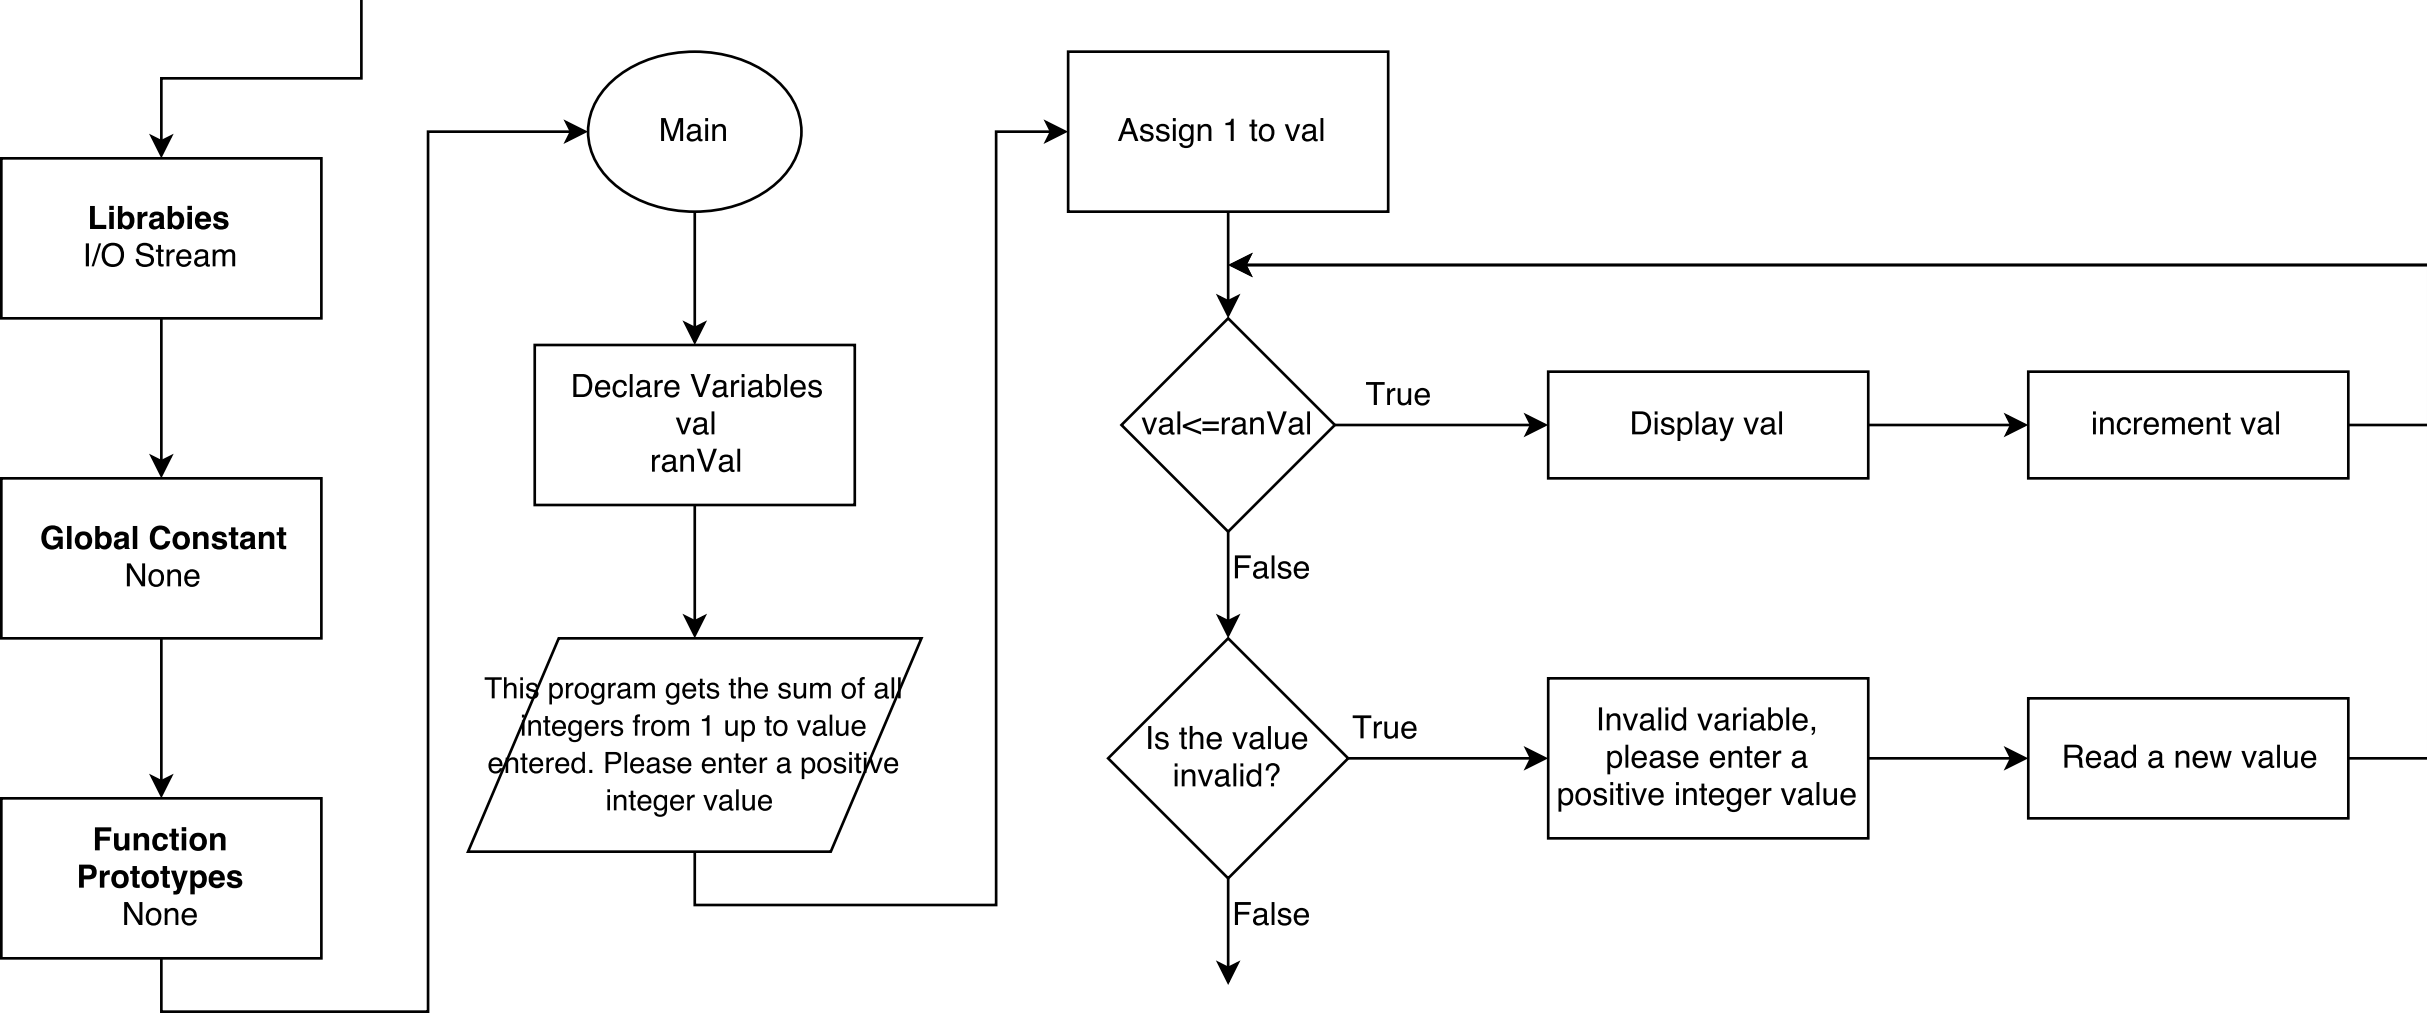 Librabies
I/O Stream
Global Constant
None
Function
Prototypes
None
Main
Declare Variables
val
ranVal
This program gets the sum of all
integers from 1 up to value
entered. Please enter a positive
integer value
Assign 1 to val
val<=ranVal
True
Display val
increment val
False
Is the value
invalid?
True
Invalid variable,
please enter a
positive integer value
Read a new value
False